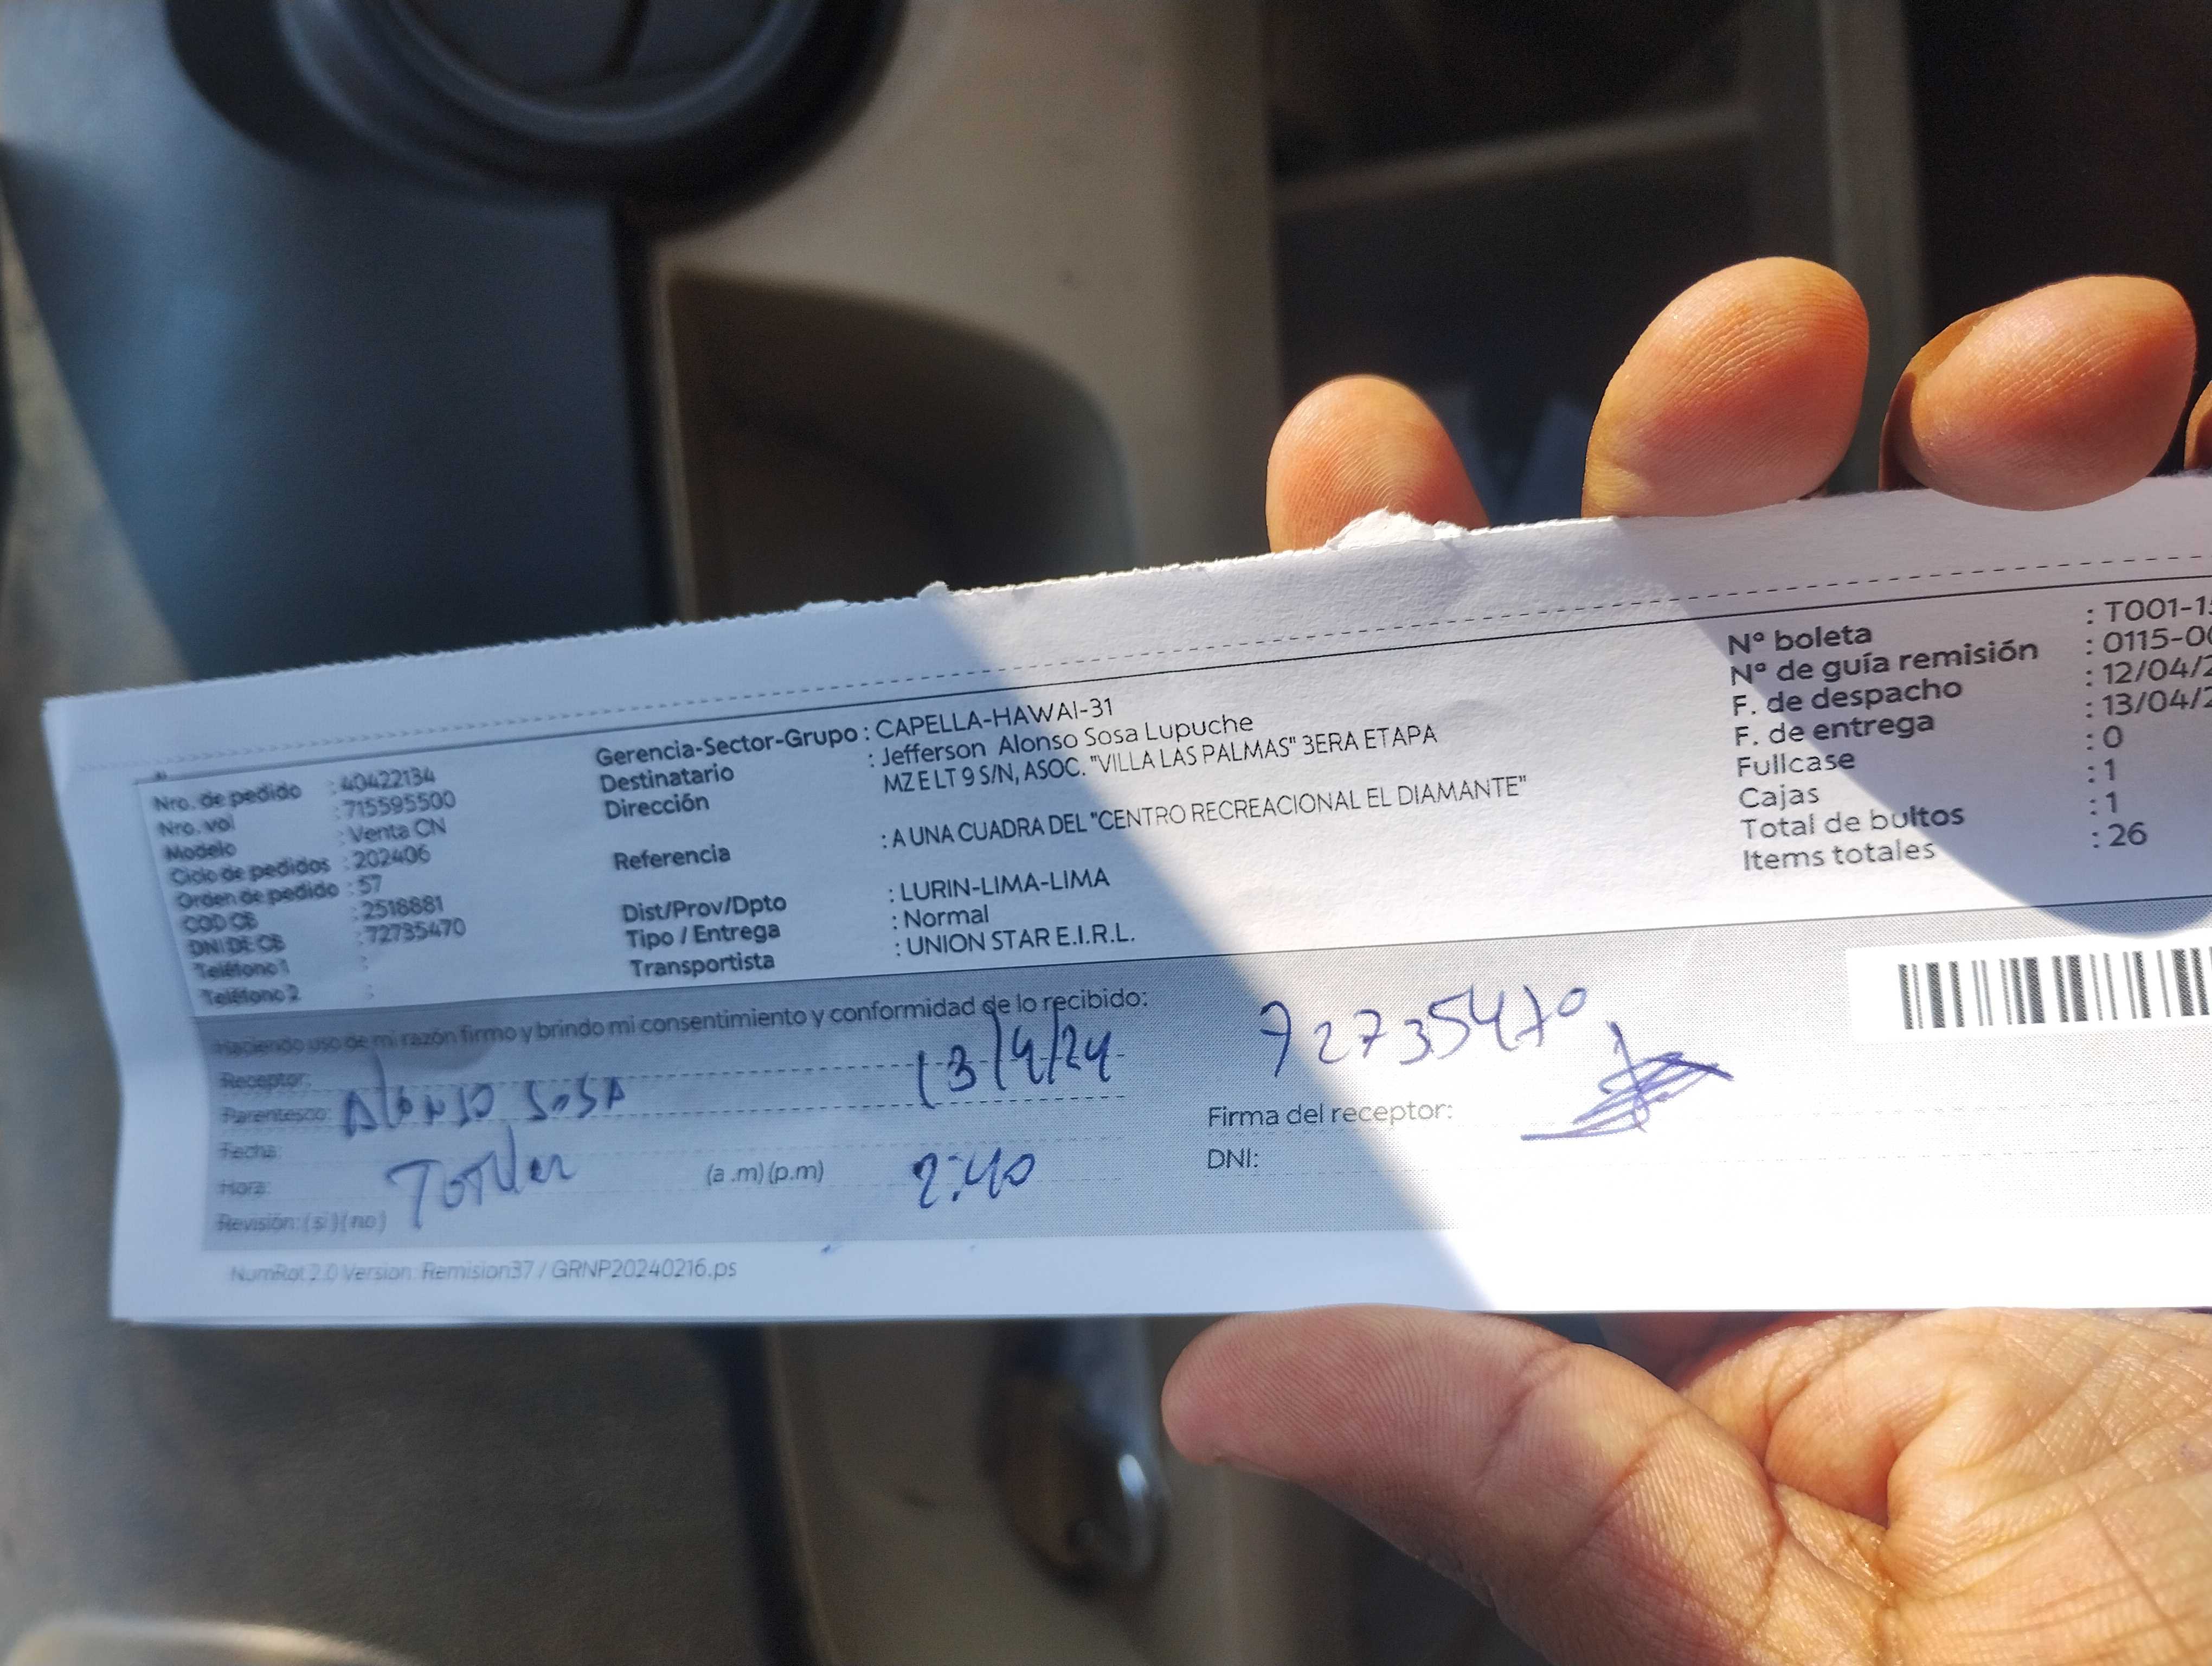 Nro. de pedido : 40422134
Nro. vol : 715595500
Modelo : Venta CN
Ciclo de pedidos : 202406
Orden de pedido : 57
COD CB : 2518881
DNI DE CB : 72735470
Teléfono 1 :
Teléfono 2 :
Gerencia-Sector-Grupo : CAPELLA-HAWAI-31
Destinatario : Jefferson Alonso Sosa Lupuche
Dirección MZ E LT 9 S/N, ASOC. "VILLA LAS PALMAS" 3ERA ETAPA
Referencia : A UNA CUADRA DEL "CENTRO RECREACIONAL EL DIAMANTE"
Dist/Prov/Dpto : LURIN-LIMA-LIMA
Tipo / Entrega : Normal
Transportista : UNION STAR E.I.R.L.
N° boleta : T001-1
N° de guía remisión : 0115-00
F. de despacho : 12/04/2
F. de entrega : 13/04/2
Fullcase : 0
Cajas : 1
Total de bultos : 1
Items totales : 26
Haciendo uso de mi razón firmo y brindo mi consentimiento y conformidad de lo recibido:
Receptor:
Parentesco: Alonso SosA 13/4/24
Fecha:
Hora: (a .m) (p.m) 2:40
Revisión: ( si ) ( no )
72735470
Firma del receptor:
DNI:
NumRot 2.0 Version: Remision37 / GRNP20240216.ps